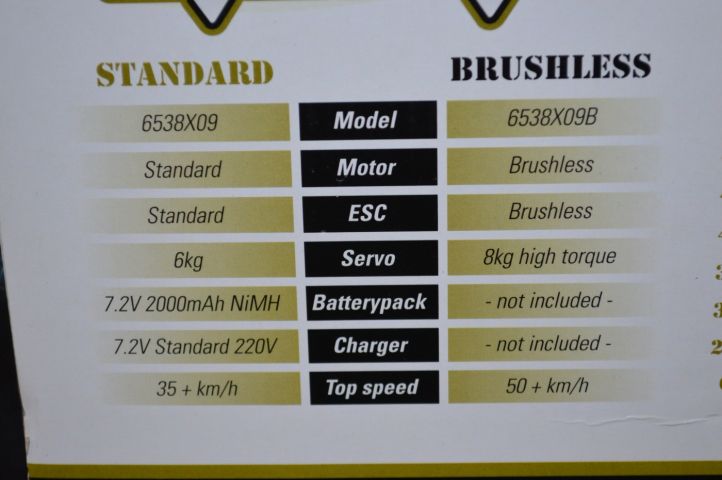 STANDARD BRUSHLESS
6538X09 Model 6538X09B
Standard Motor Brushless
Standard ESC Brushless
6kg Servo 8kg high torque
7.2V 2000mAh NiMH Batterypack - not included -
7.2V Standard 220V Charger - not included -
35 + km/h Top speed 50 + km/h